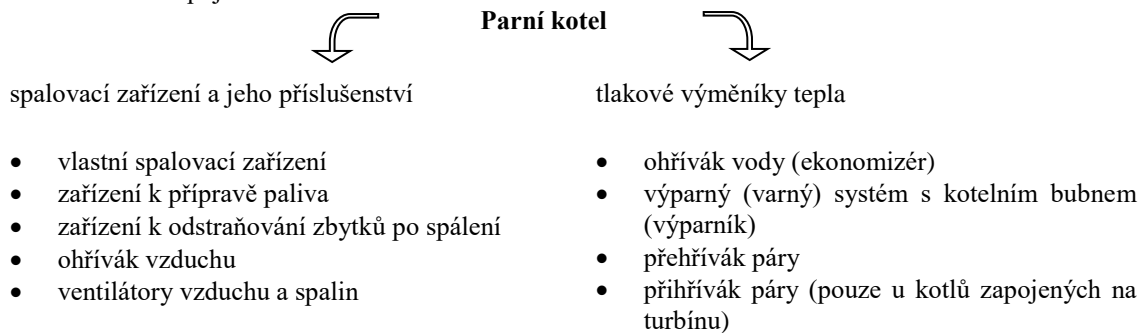 Parní kotel
spalovací zařízení a jeho příslušenství
• vlastní spalovací zařízení
• zařízení k přípravě paliva
• zařízení k odstraňování zbytků po spálení
• ohřívák vzduchu
• ventilátory vzduchu a spalin
tlakové výměníky tepla
• ohřívák vody (ekonomizér)
• výparný (varný) systém s kotelním bubnem
(výparník)
• přehřívák páry
• přihřívák páry (pouze u kotlů zapojených na
turbínu)